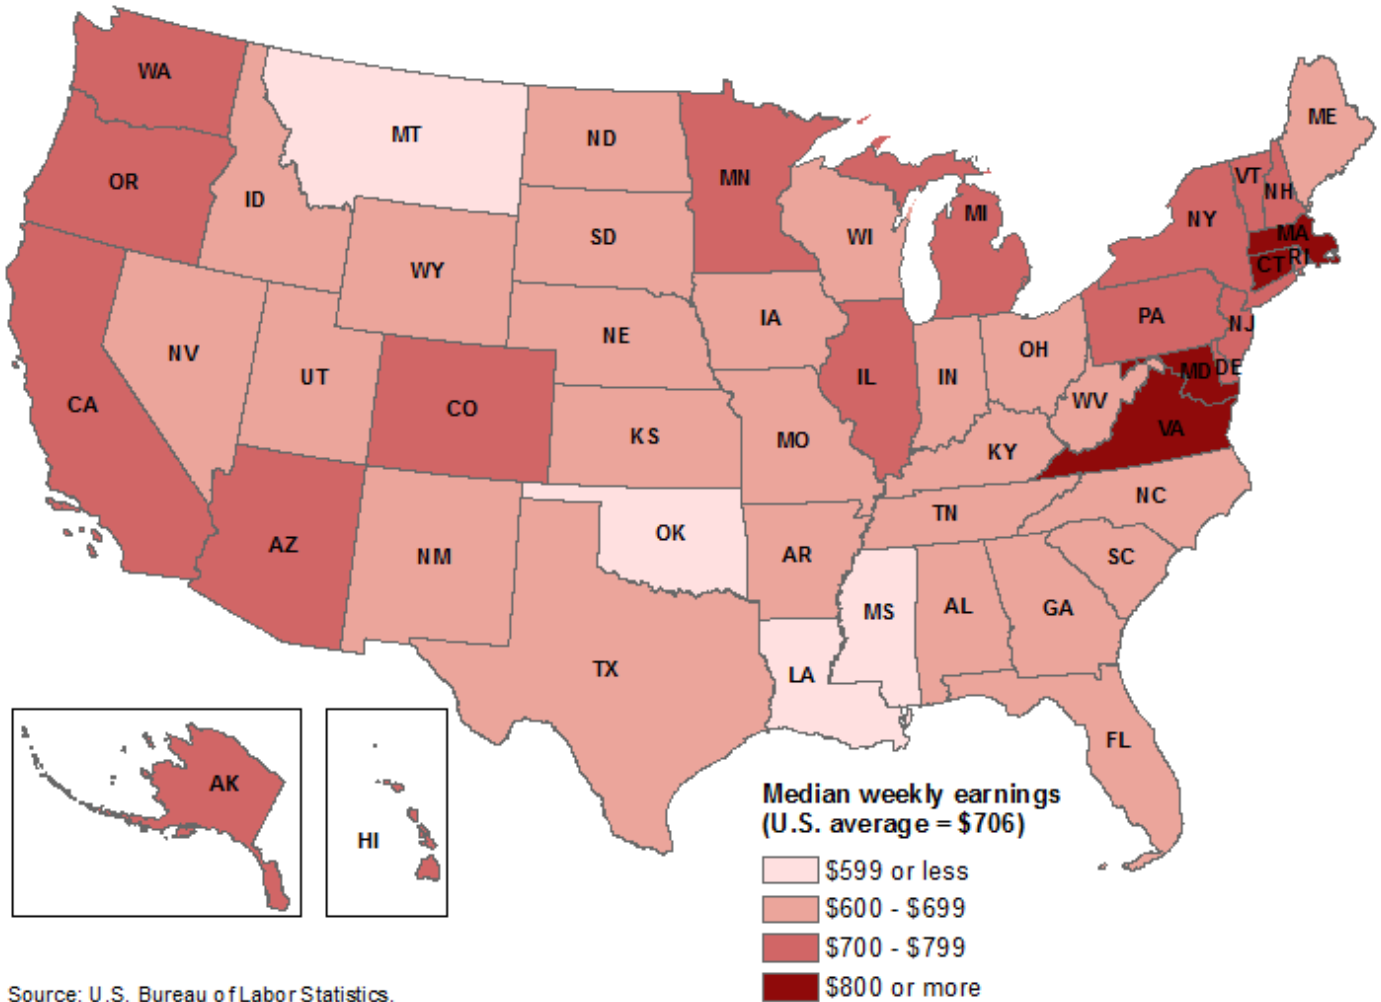 WA
MT
ND
MN
ME
OR
ID
SD
WI
MI
NY
VT
NH
MA
CT
RI
WY
IA
NE
PA
NJ
NV
UT
CO
IL
IN
OH
MD
DE
CA
KS
MO
WV
VA
KY
AZ
NM
OK
AR
TN
NC
SC
MS
AL
GA
TX
LA
FL
AK
HI
Median weekly earnings
(U.S. average = $706)
$599 or less
$600 - $699
$700 - $799
$800 or more
Source: U.S. Bureau of Labor Statistics.